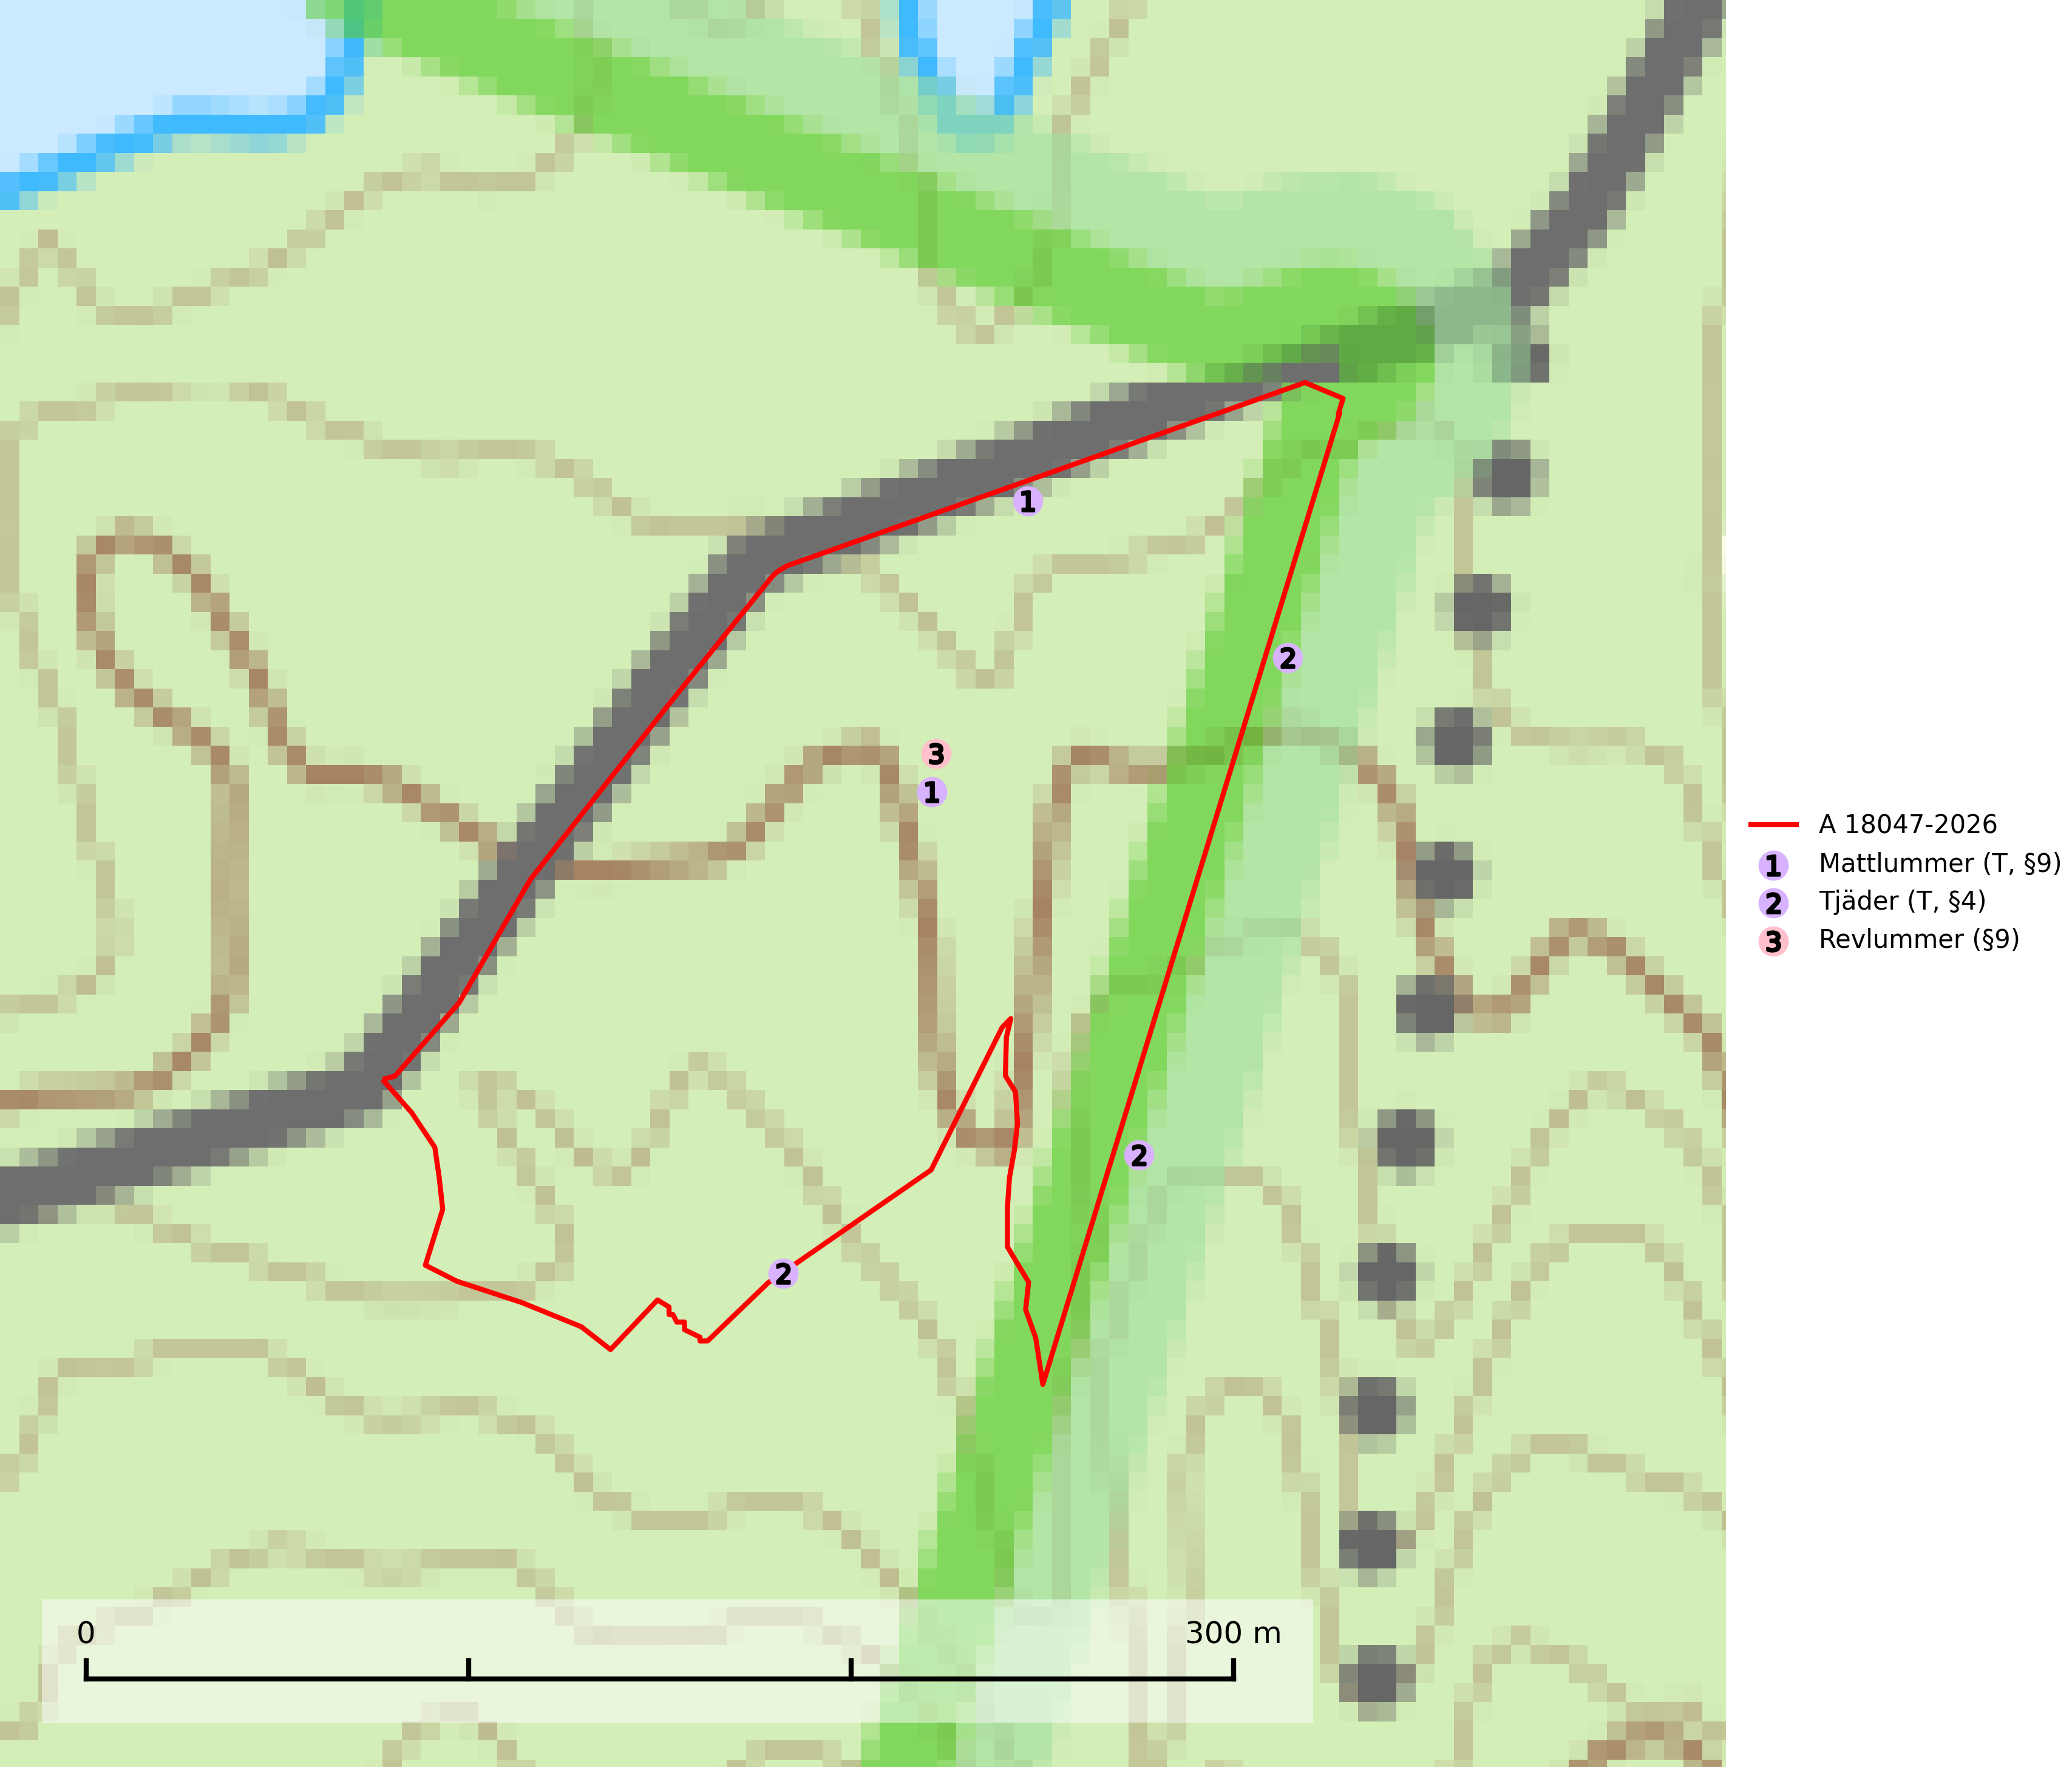 1
2
3
1
2
2
A 18047-2026
1 Mattlummer (T, §9)
2 Tjäder (T, §4)
3 Revlummer (§9)
0 300 m